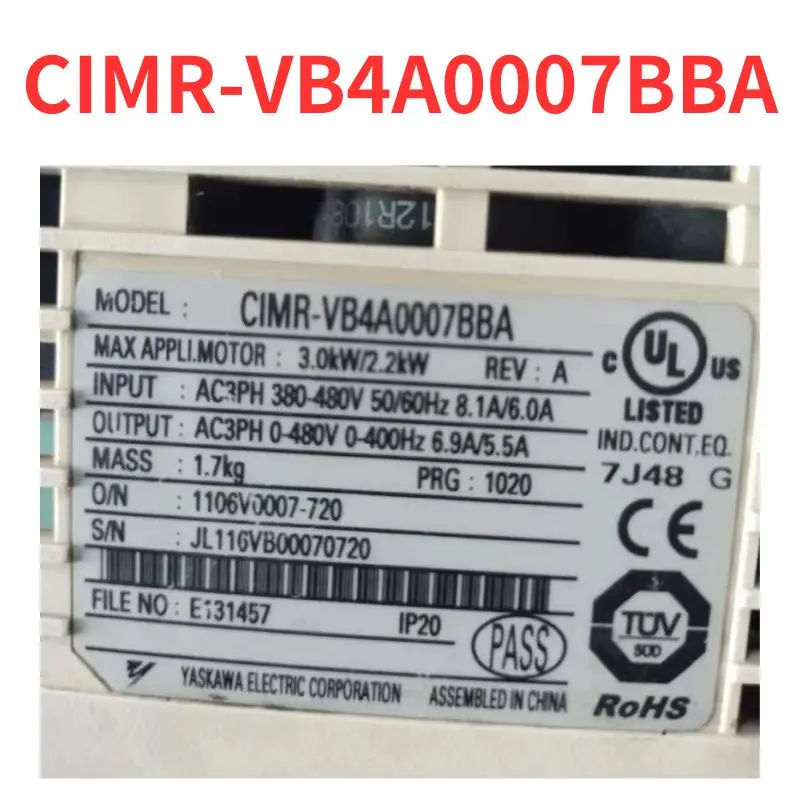 CIMR-VB4A0007BBA
12R108
MODEL : CIMR-VB4A0007BBA
MAX APPLI.MOTOR : 3.0kW/2.2kW REV : A
INPUT : AC3PH 380-480V 50/60Hz 8.1A/6.0A
OUTPUT : AC3PH 0-480V 0-400Hz 6.9A/5.5A
MASS : 1.7kg PRG : 1020
O/N : 1106V0007-720
S/N : JL116VB00070720
FILE NO : E131457 IP20
PASS
YASKAWA ELECTRIC CORPORATION ASSEMBLED IN CHINA
C UL US
LISTED
IND.CONT.EQ.
7J48 G
CE
TÜV
SÜD
RoHS